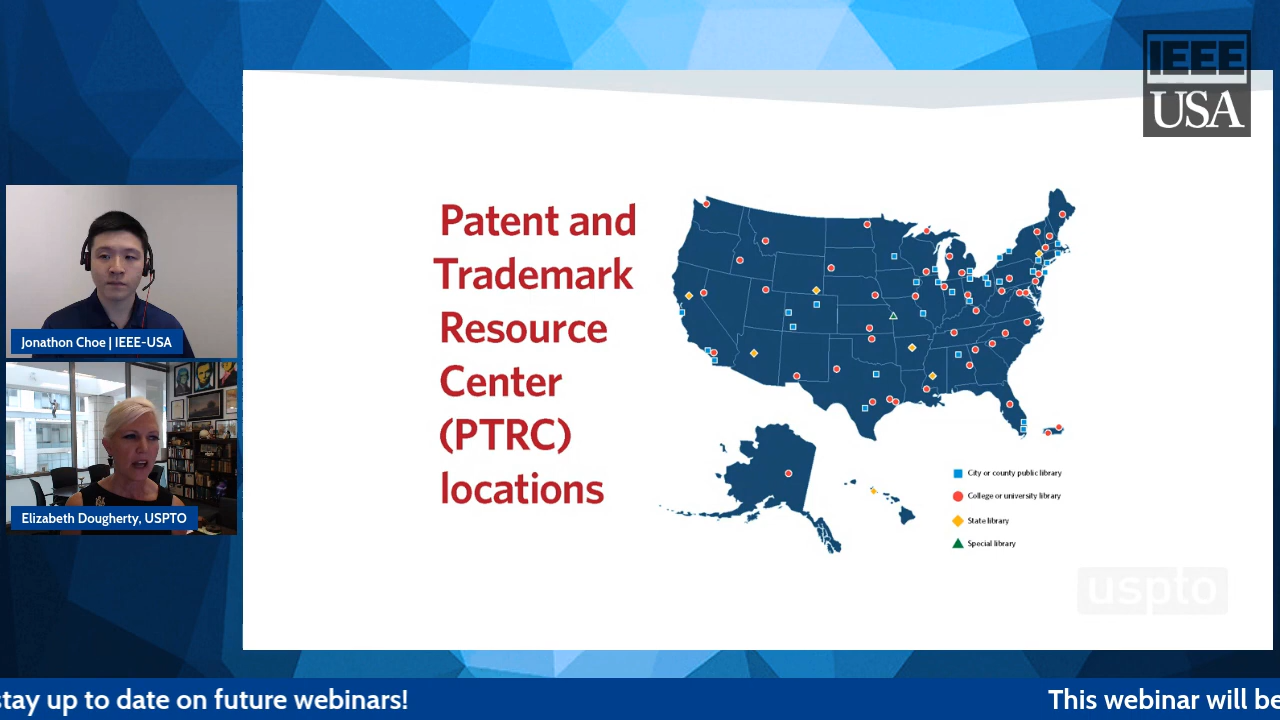 IEEE
USA
Patent and
Trademark
Resource
Center
(PTRC)
locations
City or county public library
College or university library
State library
Special library
uspto
Jonathon Choe | IEEE-USA
Elizabeth Dougherty, USPTO
stay up to date on future webinars!
This webinar will be